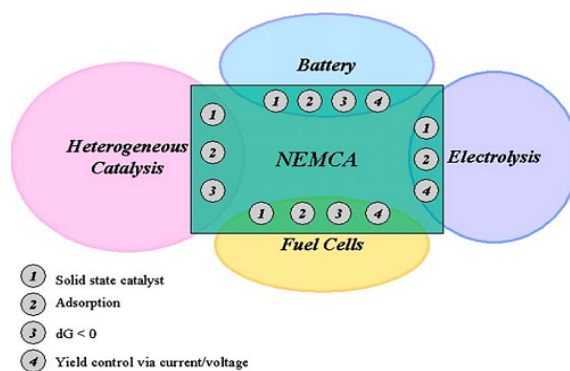 Battery
1 2 3 4
1
1
Heterogeneous
Catalysis
2
NEMCA
2
Electrolysis
3
4
1 2 3 4
Fuel Cells
1 Solid state catalyst
2 Adsorption
3 dG < 0
4 Yield control via current/voltage